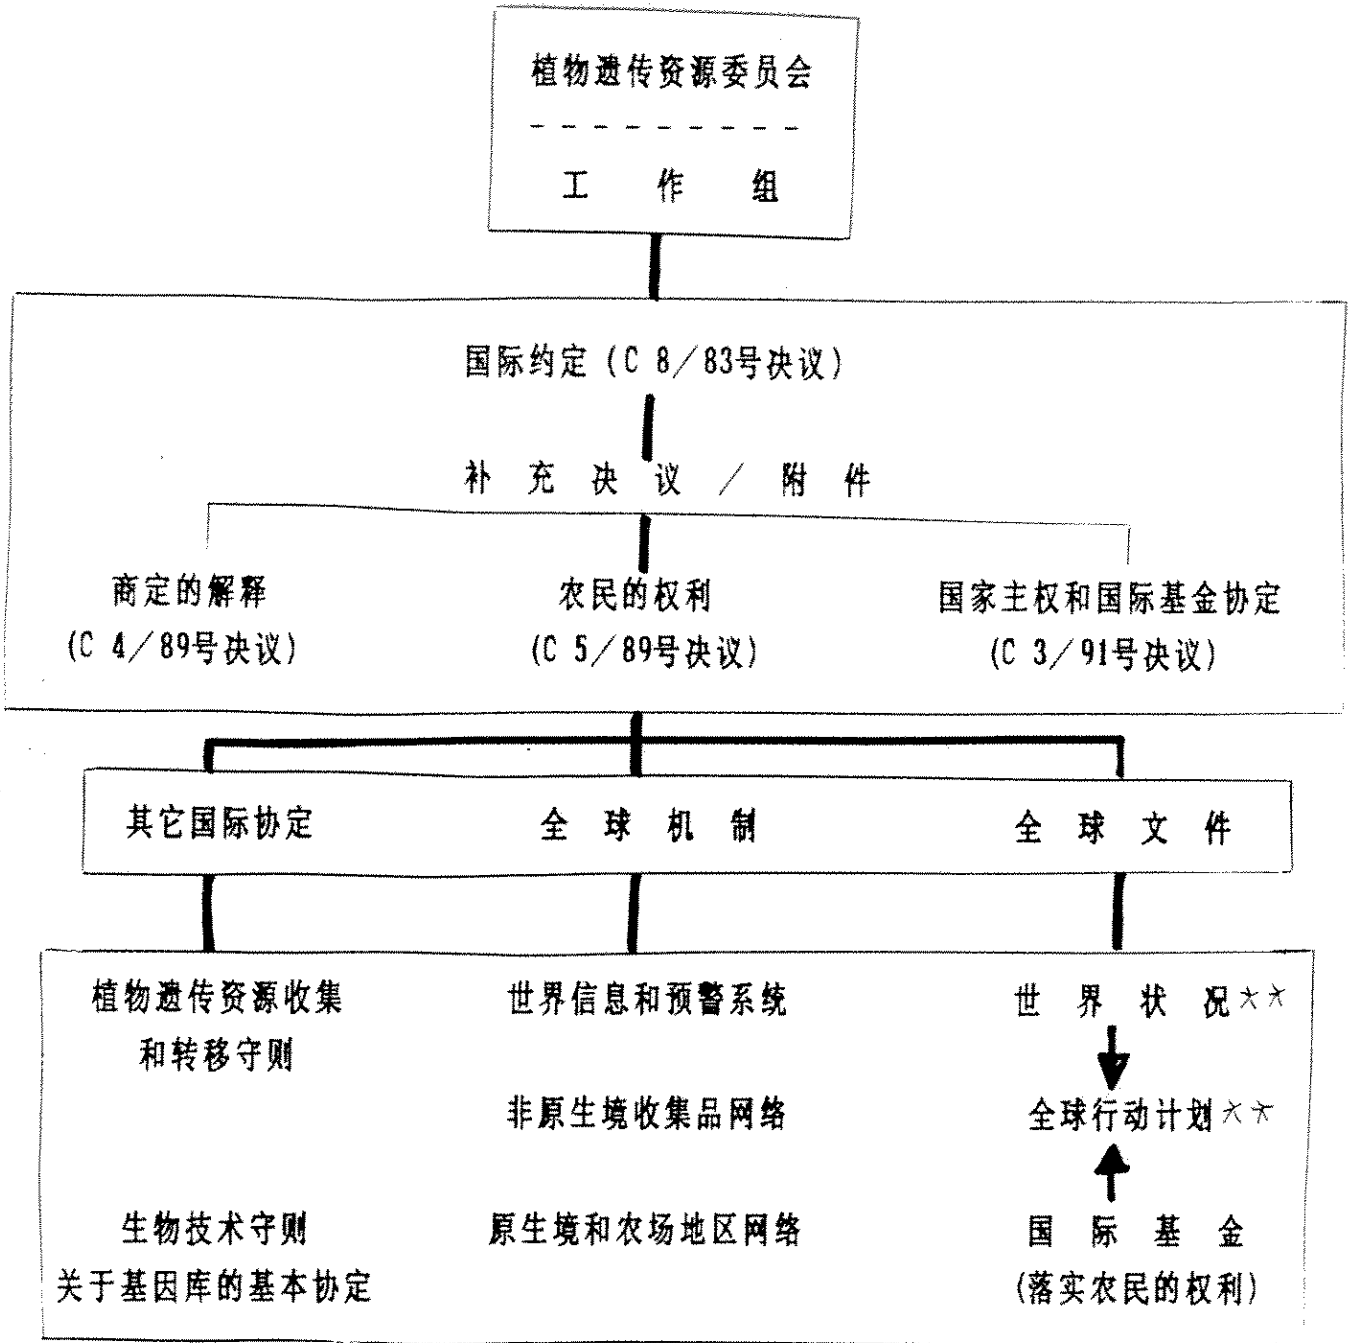 植物遗传资源委员会
工 作 组
国际约定 (C 8/83号决议)
补 充 决 议 / 附 件
商定的解释
(C 4/89号决议)
农民的权利
(C 5/89号决议)
国家主权和国际基金协定
(C 3/91号决议)
其它国际协定
全 球 机 制
全 球 文 件
植物遗传资源收集
和转移守则
生物技术守则
关于基因库的基本协定
世界信息和预警系统
非原生境收集品网络
原生境和农场地区网络
世 界 状 况**
全球行动计划**
国 际 基 金
(落实农民的权利)